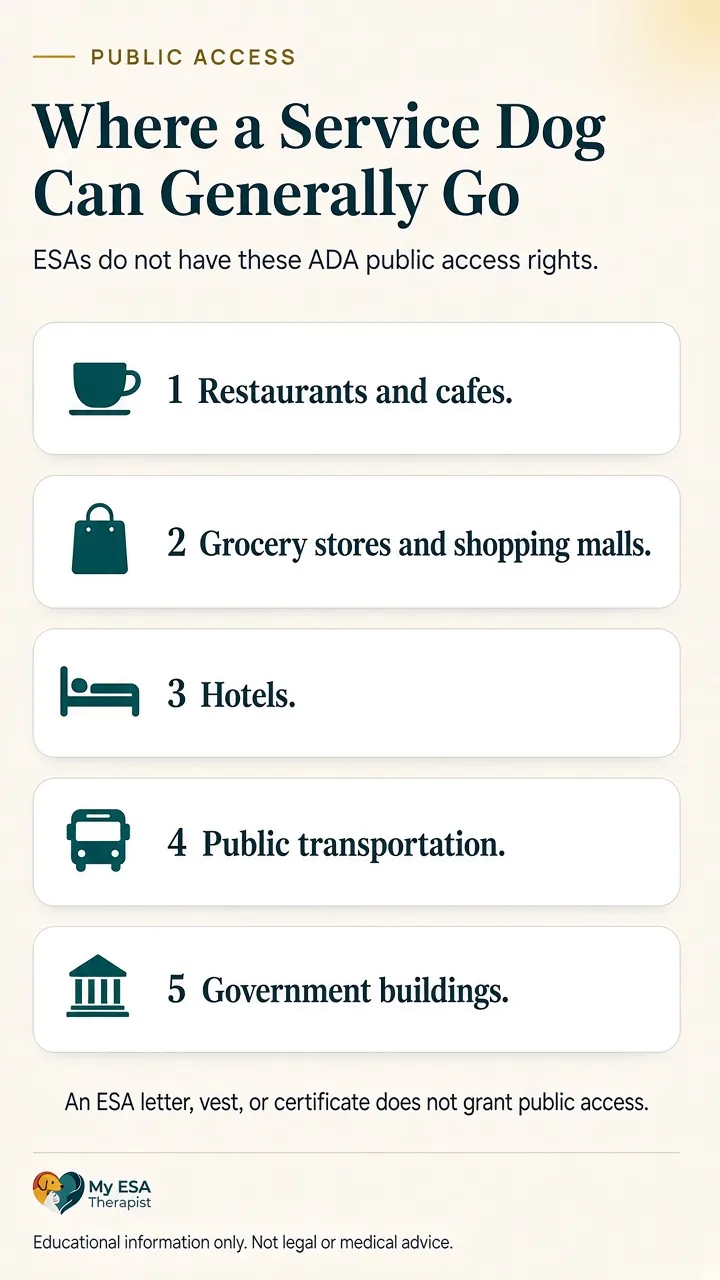 PUBLIC ACCESS
Where a Service Dog
Can Generally Go
ESAs do not have these ADA public access rights.
1 Restaurants and cafes.
2 Grocery stores and shopping malls.
3 Hotels.
4 Public transportation.
5 Government buildings.
An ESA letter, vest, or certificate does not grant public access.
My ESA
Therapist
Educational information only. Not legal or medical advice.